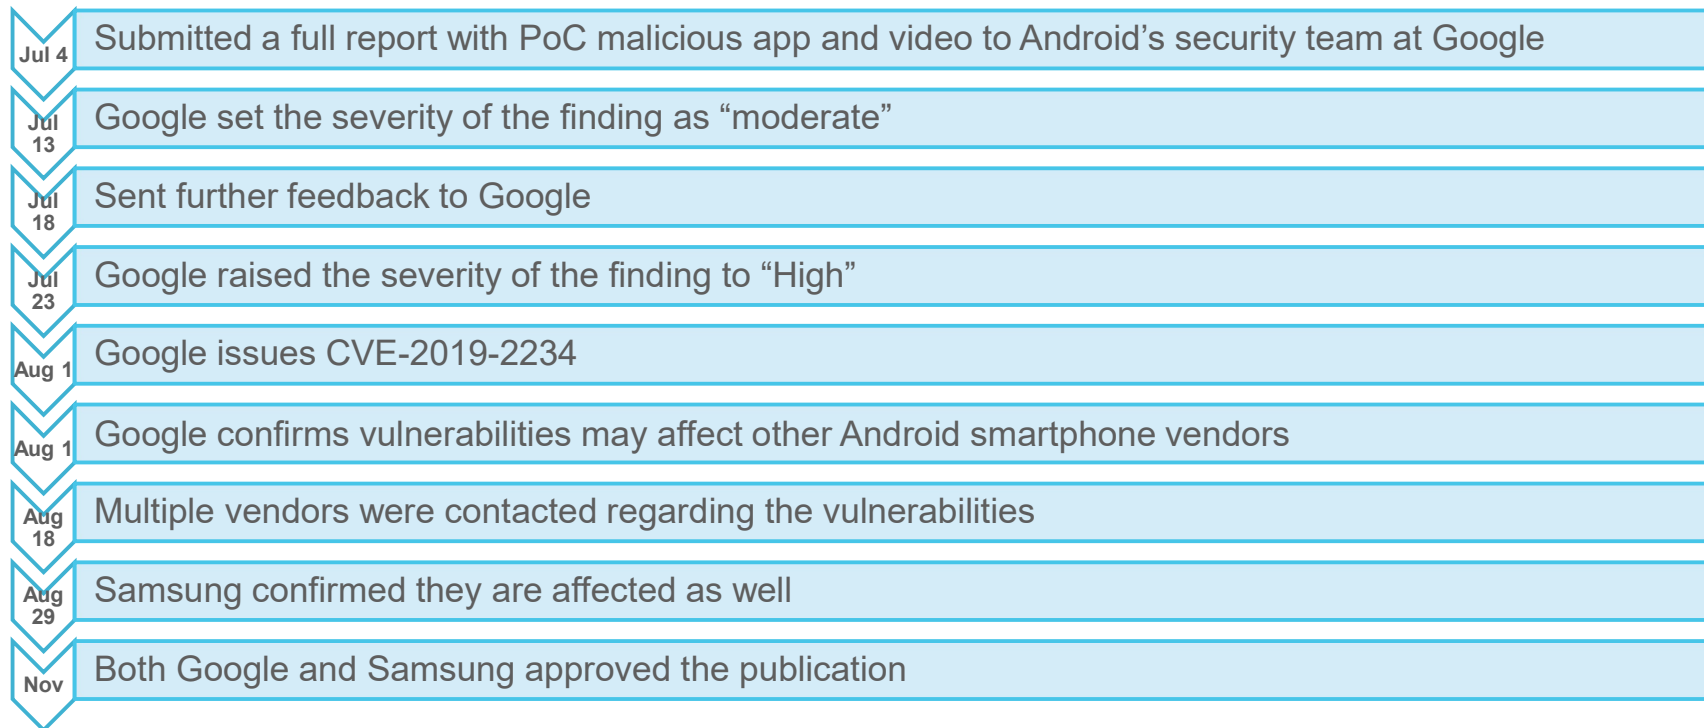 Jul 4
Submitted a full report with PoC malicious app and video to Android’s security team at Google
Jul
13
Google set the severity of the finding as “moderate”
Jul
18
Sent further feedback to Google
Jul
23
Google raised the severity of the finding to “High”
Aug 1
Google issues CVE-2019-2234
Aug 1
Google confirms vulnerabilities may affect other Android smartphone vendors
Aug
18
Multiple vendors were contacted regarding the vulnerabilities
Aug
29
Samsung confirmed they are affected as well
Nov
Both Google and Samsung approved the publication